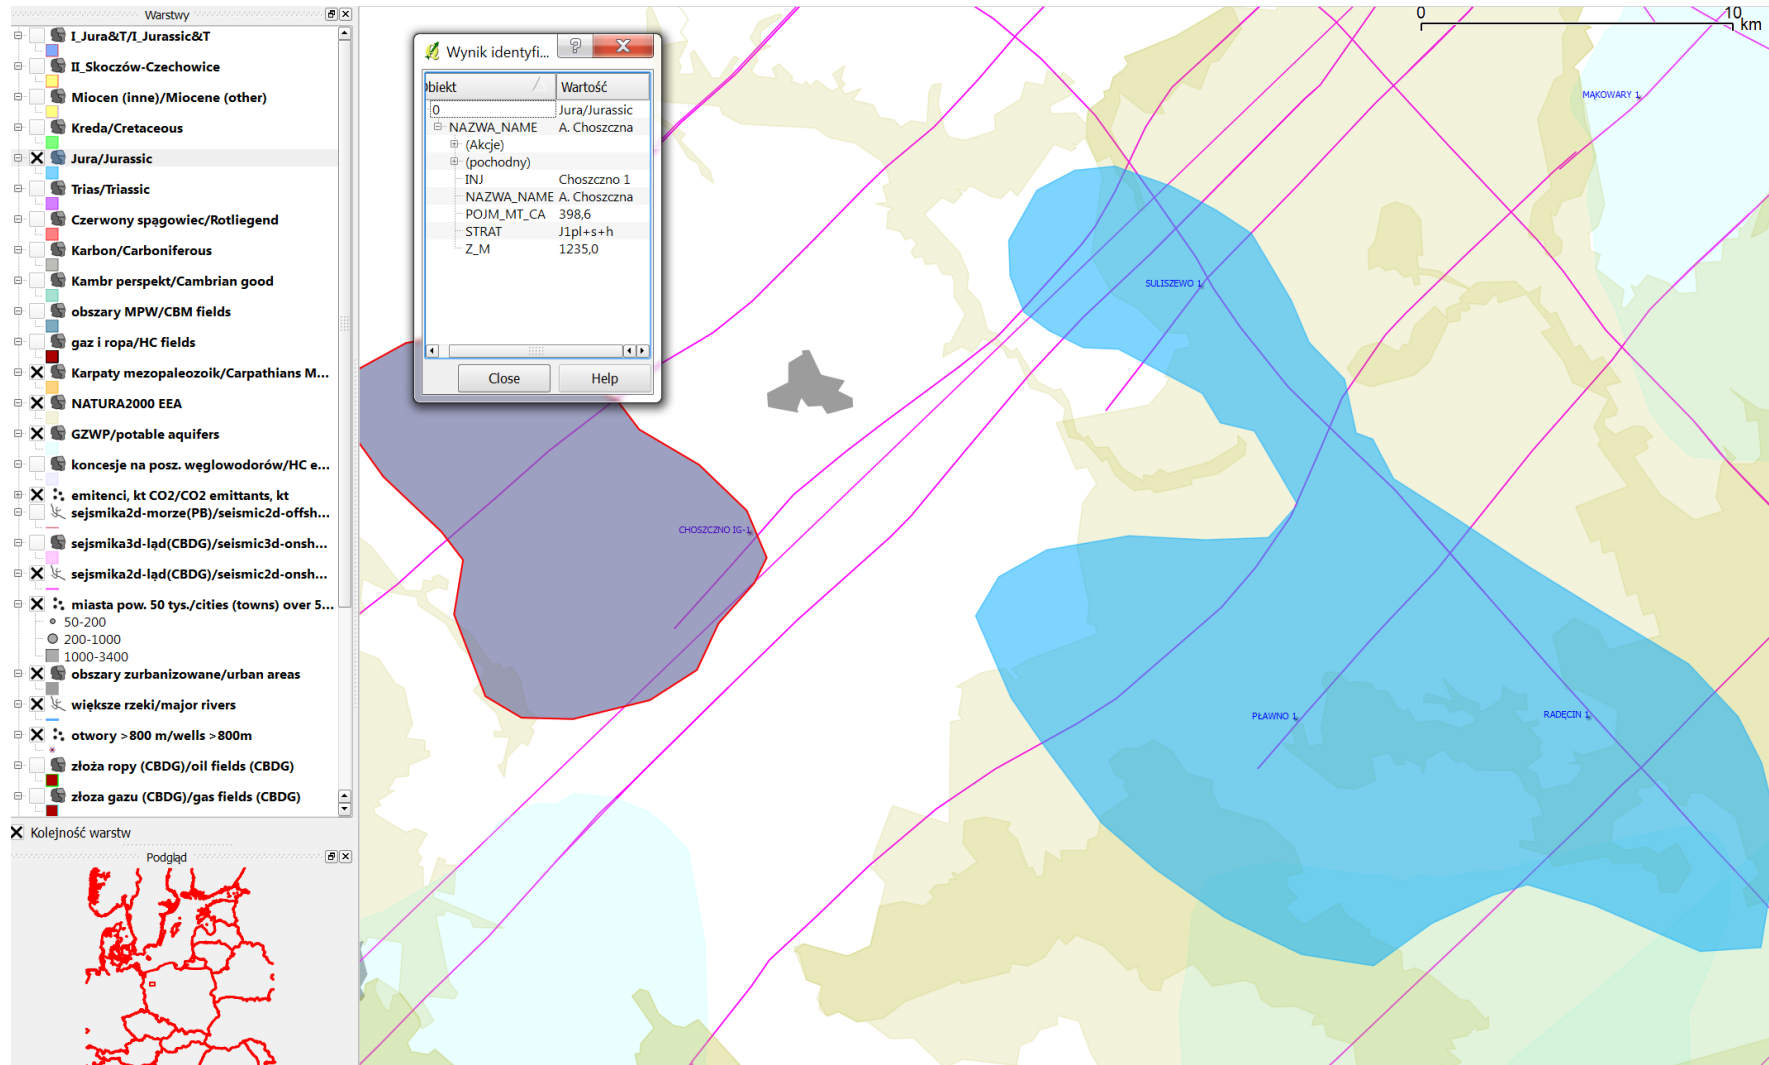 Warstwy
I_Jura&T/I_Jurassic&T
II_Skoczów-Czechowice
Miocen (inne)/Miocene (other)
Kreda/Cretaceous
Jura/Jurassic
Trias/Triassic
Czerwony spągowiec/Rotliegend
Karbon/Carboniferous
Kambr perspekt/Cambrian good
obszary MPW/CBM fields
gaz i ropa/HC fields
Karpaty mezopaleozoik/Carpathians M...
NATURA2000 EEA
GZWP/potable aquifers
koncesje na posz. węglowodorów/HC e...
emitenci, kt CO2/CO2 emittants, kt
sejsmika2d-morze(PB)/seismic2d-offsh...
sejsmika3d-ląd(CBDG)/seismic3d-onsh...
sejsmika2d-ląd(CBDG)/seismic2d-onsh...
miasta pow. 50 tys./cities (towns) over 5...
50-200
200-1000
1000-3400
obszary zurbanizowane/urban areas
większe rzeki/major rivers
otwory >800 m/wells >800m
złoża ropy (CBDG)/oil fields (CBDG)
złoza gazu (CBDG)/gas fields (CBDG)
Kolejność warstw
Podgląd
Wynik identyfi...
?
biekt Wartość
0 Jura/Jurassic
NAZWA_NAME A. Choszczna
(Akcje)
(pochodny)
INJ Choszczno 1
NAZWA_NAME A. Choszczna
POJM_MT_CA 398,6
STRAT J1pl+s+h
Z_M 1235,0
Close Help
0 10
km
MĄKOWARY 1
SULISZEWO 1
CHOSZCZNO IG-1
PŁAWNO 1
RADĘCIN 1